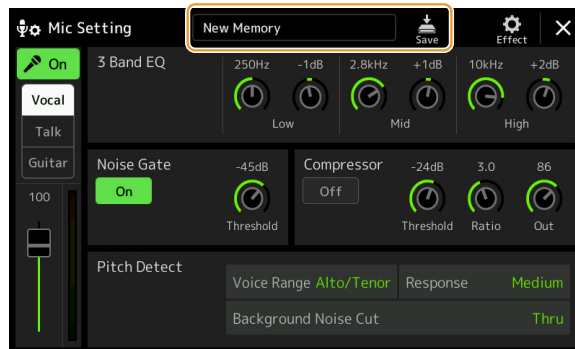 Mic Setting
New Memory
Save
Effect
On
Vocal
Talk
Guitar
100
3 Band EQ
250Hz -1dB 2.8kHz +1dB 10kHz +2dB
Low Mid High
Noise Gate
On
-45dB
Threshold
Compressor
Off
-24dB 3.0 86
Threshold Ratio Out
Pitch Detect
Voice Range Alto/Tenor Response Medium
Background Noise Cut Thru